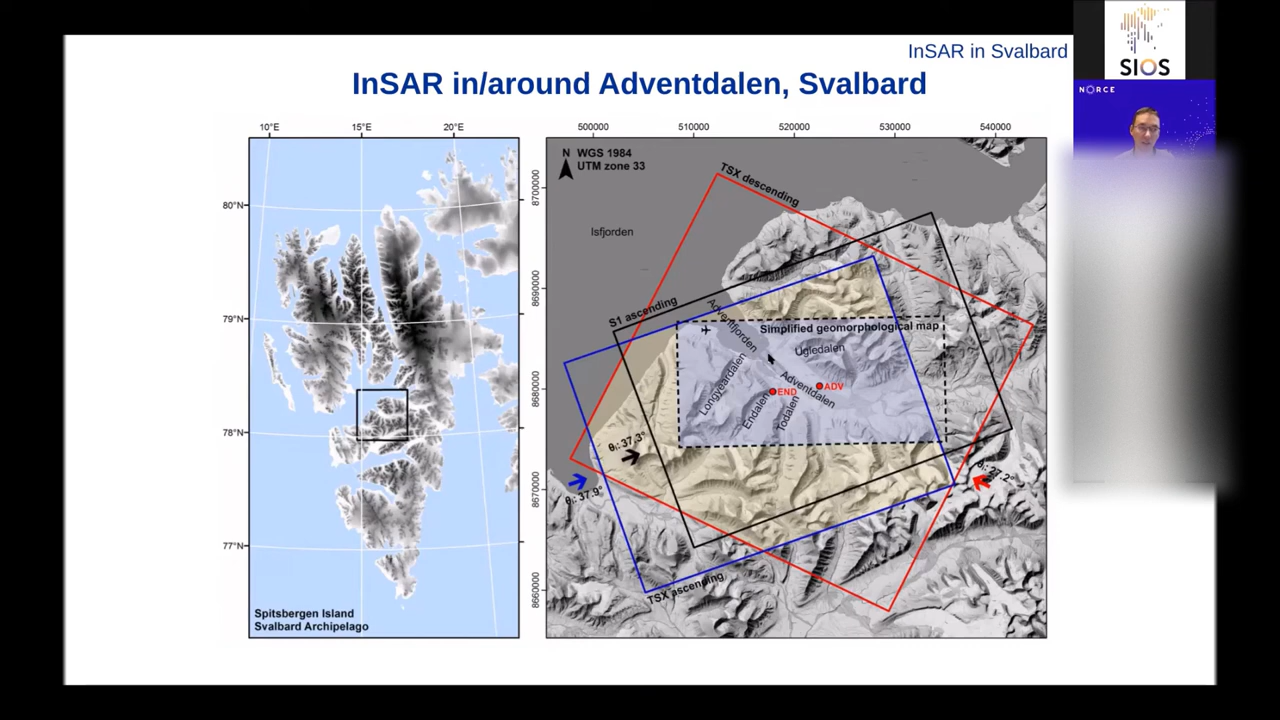 InSAR in Svalbard
InSAR in/around Adventdalen, Svalbard
SIOS
NORCE
10°E 15°E 20°E
80°N
79°N
78°N
77°N
Spitsbergen Island
Svalbard Archipelago
500000 510000 520000 530000 540000
8700000
8690000
8680000
8670000
8660000
N
WGS 1984
UTM zone 33
Isfjorden
TSX descending
S1 ascending
Adventfjorden
Simplified geomorphological map
Ugledalen
Longyeardalen
Adventdalen
END
ADV
Endalen
Todalen
θᵢ: 37.3°
θᵢ: 37.9°
θᵢ: 27.2°
TSX ascending